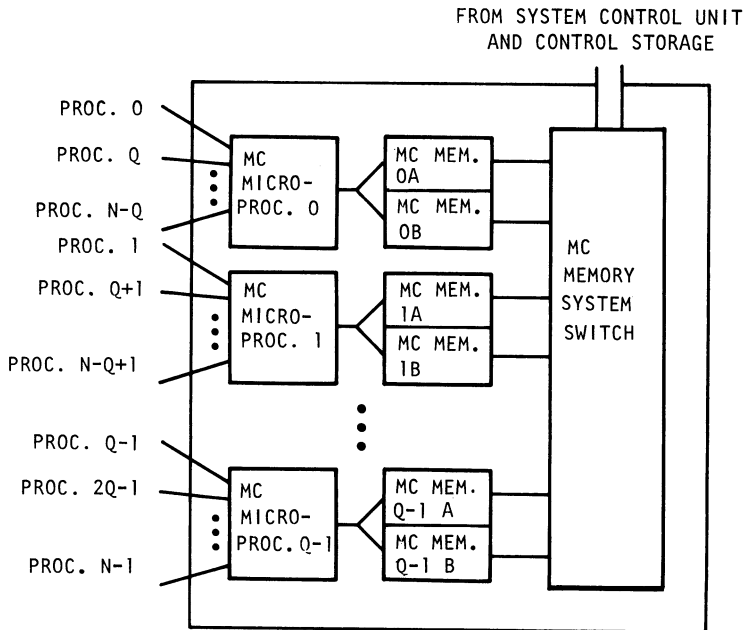 FROM SYSTEM CONTROL UNIT
AND CONTROL STORAGE
PROC. 0
PROC. Q
PROC. N-Q
MC
MICRO-
PROC. 0
MC MEM.
0A
MC MEM.
0B
PROC. 1
PROC. Q+1
PROC. N-Q+1
MC
MICRO-
PROC. 1
MC MEM.
1A
MC MEM.
1B
PROC. Q-1
PROC. 2Q-1
PROC. N-1
MC
MICRO-
PROC. Q-1
MC MEM.
Q-1 A
MC MEM.
Q-1 B
MC
MEMORY
SYSTEM
SWITCH